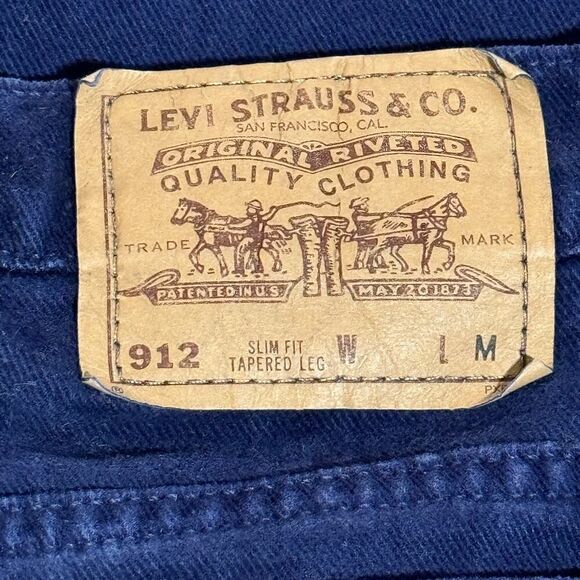 LEVI STRAUSS & CO.
SAN FRANCISCO, CAL.
ORIGINAL RIVETED
QUALITY CLOTHING
TRADE MARK
PATENTED IN U.S. MAY 20 1873
912 SLIM FIT TAPERED LEG W L M